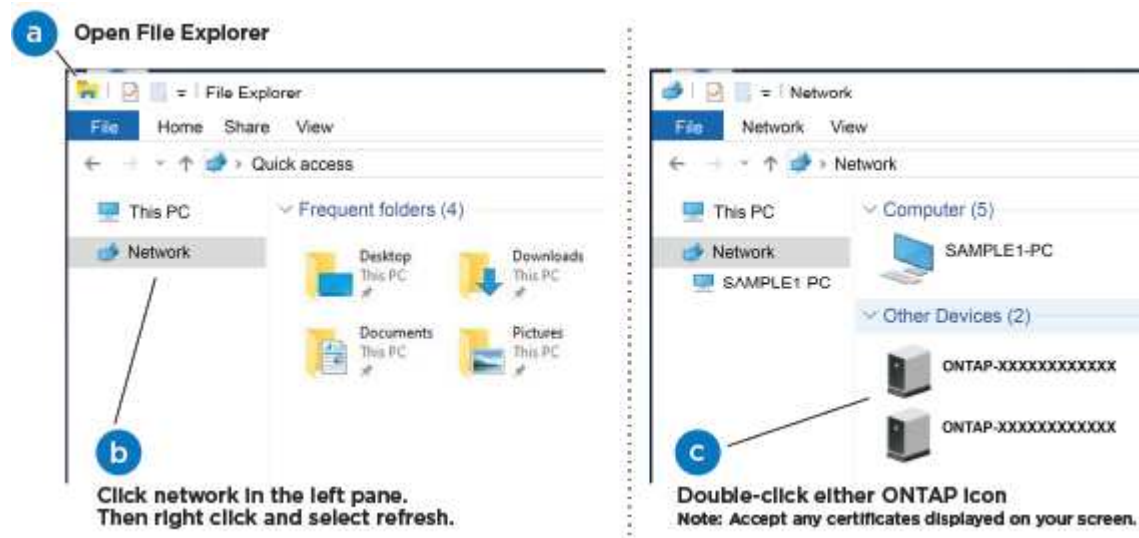 a
Open File Explorer
File Explorer
File Home Share View
Quick access
This PC
Network
Frequent folders (4)
Desktop
This PC
Downloads
This PC
Documents
This PC
Pictures
This PC
b
Click network in the left pane.
Then right click and select refresh.
Network
File Network View
Network
This PC
Network
SAMPLE1 PC
Computer (5)
SAMPLE1-PC
Other Devices (2)
ONTAP-XXXXXXXXXXXX
ONTAP-XXXXXXXXXXXX
c
Double-click either ONTAP icon
Note: Accept any certificates displayed on your screen.